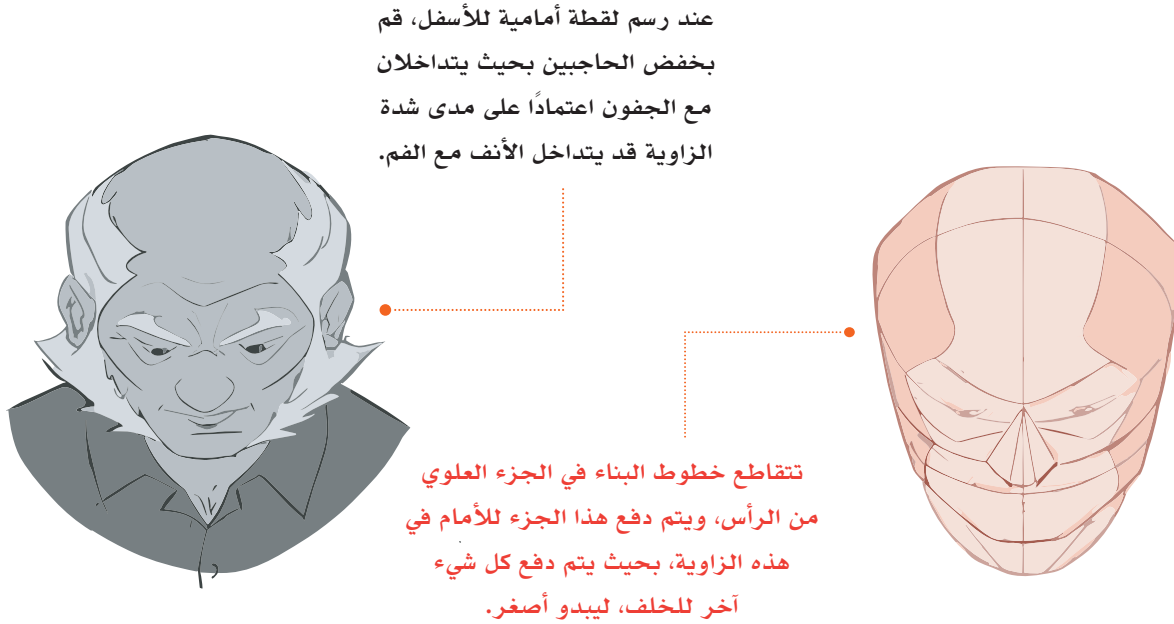 عند رسم لقطة أمامية للأسفل، قم
بخفض الحاجبين بحيث يتداخلان
مع الجفون اعتمادًا على مدى شدة
الزاوية قد يتداخل الأنف مع الفم.
تتقاطع خطوط البناء في الجزء العلوي
من الرأس، ويتم دفع هذا الجزء للأمام في
هذه الزاوية، بحيث يتم دفع كل شيء
آخر للخلف، ليبدو أصغر.